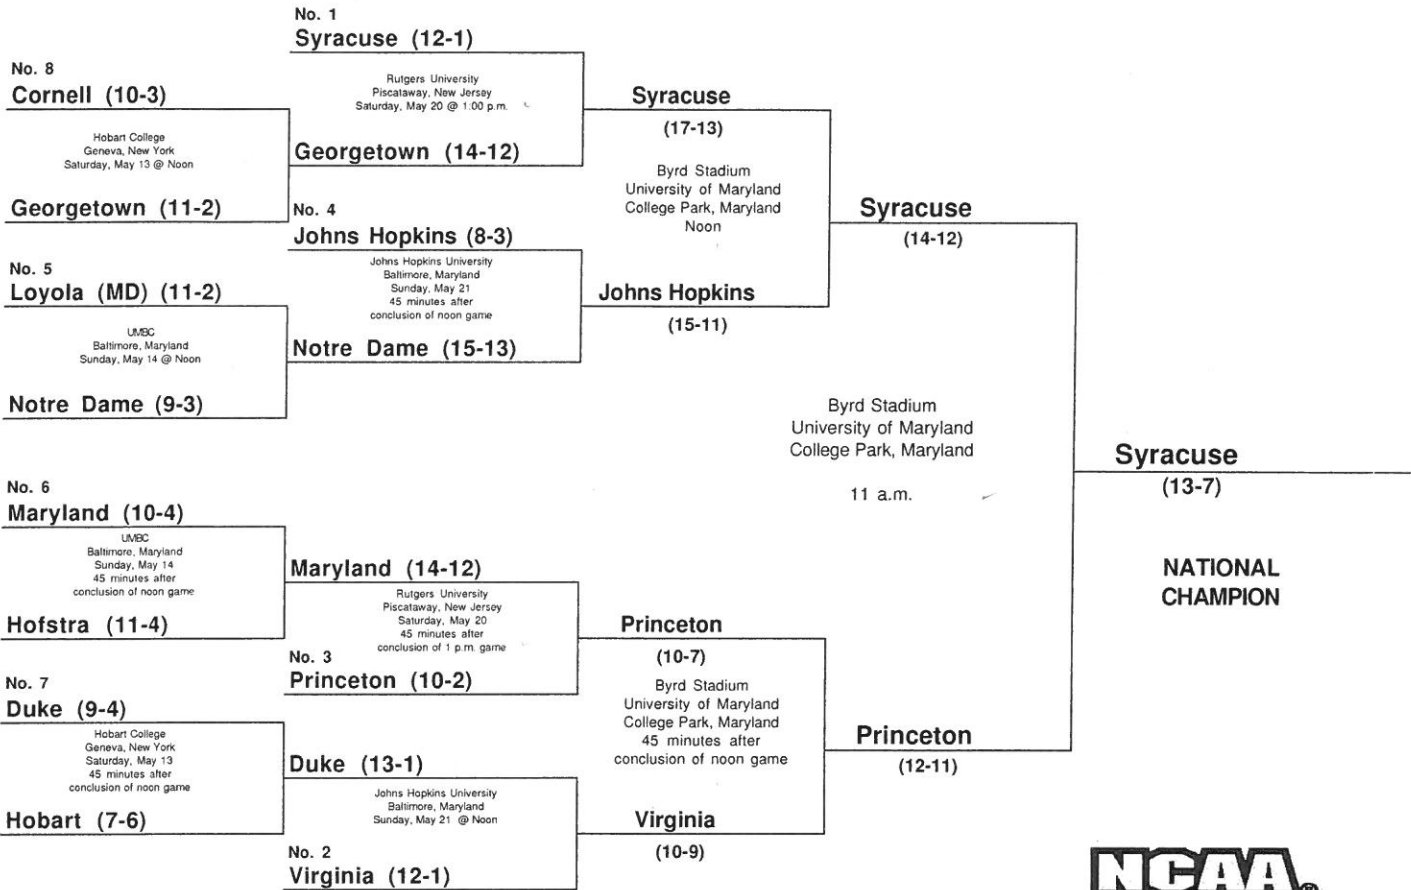 No. 1
Syracuse (12-1)
No. 8
Cornell (10-3)
Rutgers University
Piscataway, New Jersey
Saturday, May 20 @ 1:00 p.m.
Syracuse
(17-13)
Hobart College
Geneva, New York
Saturday, May 13 @ Noon
Georgetown (14-12)
Byrd Stadium
University of Maryland
College Park, Maryland
Noon
Georgetown (11-2)
No. 4
Johns Hopkins (8-3)
Syracuse
(14-12)
No. 5
Loyola (MD) (11-2)
Johns Hopkins University
Baltimore, Maryland
Sunday, May 21
45 minutes after
conclusion of noon game
Johns Hopkins
(15-11)
UMBC
Baltimore, Maryland
Sunday, May 14 @ Noon
Notre Dame (15-13)
Notre Dame (9-3)
Byrd Stadium
University of Maryland
College Park, Maryland
11 a.m.
Syracuse
(13-7)
NATIONAL
CHAMPION
No. 6
Maryland (10-4)
UMBC
Baltimore, Maryland
Sunday, May 14
45 minutes after
conclusion of noon game
Maryland (14-12)
Hofstra (11-4)
Rutgers University
Piscataway, New Jersey
Saturday, May 20
45 minutes after
conclusion of 1 p.m. game
Princeton
(10-7)
No. 3
Princeton (10-2)
No. 7
Duke (9-4)
Byrd Stadium
University of Maryland
College Park, Maryland
45 minutes after
conclusion of noon game
Hobart College
Geneva, New York
Saturday, May 13
45 minutes after
conclusion of noon game
Princeton
(12-11)
Duke (13-1)
Hobart (7-6)
Johns Hopkins University
Baltimore, Maryland
Sunday, May 21 @ Noon
Virginia
(10-9)
No. 2
Virginia (12-1)
NCAA®